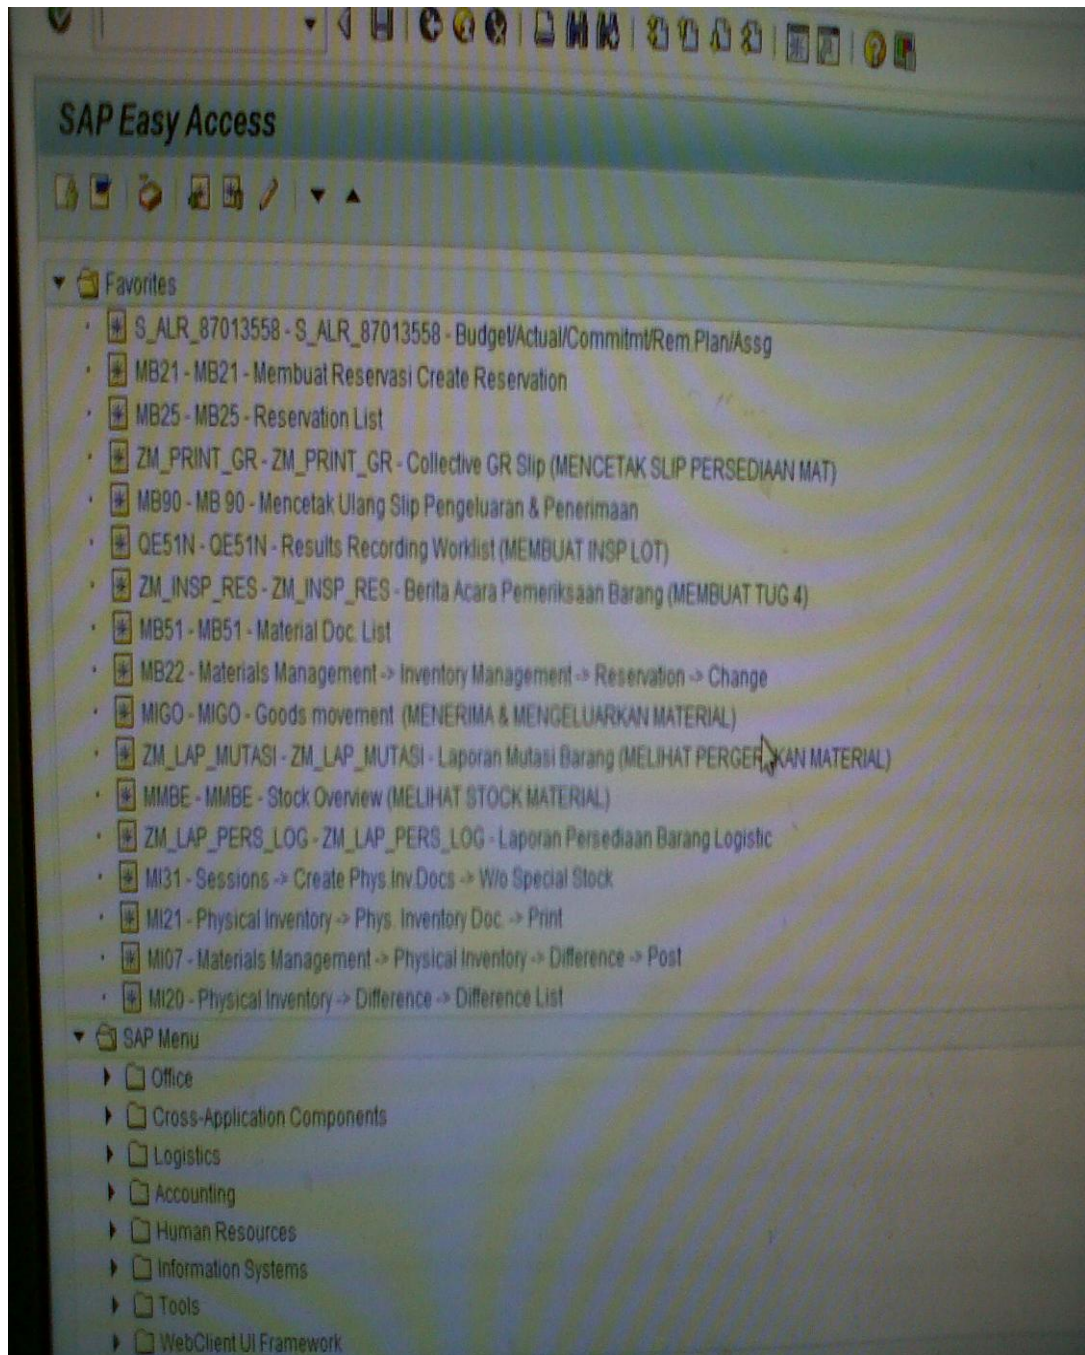 SAP Easy Access
Favorites
S_ALR_87013558 - S_ALR_87013558 - Budget/Actual/Commitmt/Rem.Plan/Assg
MB21 - MB21 - Membuat Reservasi Create Reservation
MB25 - MB25 - Reservation List
ZM_PRINT_GR - ZM_PRINT_GR - Collective GR Slip (MENCETAK SLIP PERSEDIAAN MAT)
MB90 - MB 90 - Mencetak Ulang Slip Pengeluaran & Penerimaan
QE51N - QE51N - Results Recording Worklist (MEMBUAT INSP LOT)
ZM_INSP_RES - ZM_INSP_RES - Berita Acara Pemeriksaan Barang (MEMBUAT TUG 4)
MB51 - MB51 - Material Doc. List
MB22 - Materials Management -> Inventory Management -> Reservation -> Change
MIGO - MIGO - Goods movement (MENERIMA & MENGELUARKAN MATERIAL)
ZM_LAP_MUTASI - ZM_LAP_MUTASI - Laporan Mutasi Barang (MELIHAT PERGERAKAN MATERIAL)
MMBE - MMBE - Stock Overview (MELIHAT STOCK MATERIAL)
ZM_LAP_PERS_LOG - ZM_LAP_PERS_LOG - Laporan Persediaan Barang Logistic
MI31 - Sessions -> Create Phys.Inv.Docs -> W/o Special Stock
MI21 - Physical Inventory -> Phys. Inventory Doc. -> Print
MI07 - Materials Management -> Physical Inventory -> Difference -> Post
MI20 - Physical Inventory -> Difference -> Difference List
SAP Menu
Office
Cross-Application Components
Logistics
Accounting
Human Resources
Information Systems
Tools
WebClient UI Framework